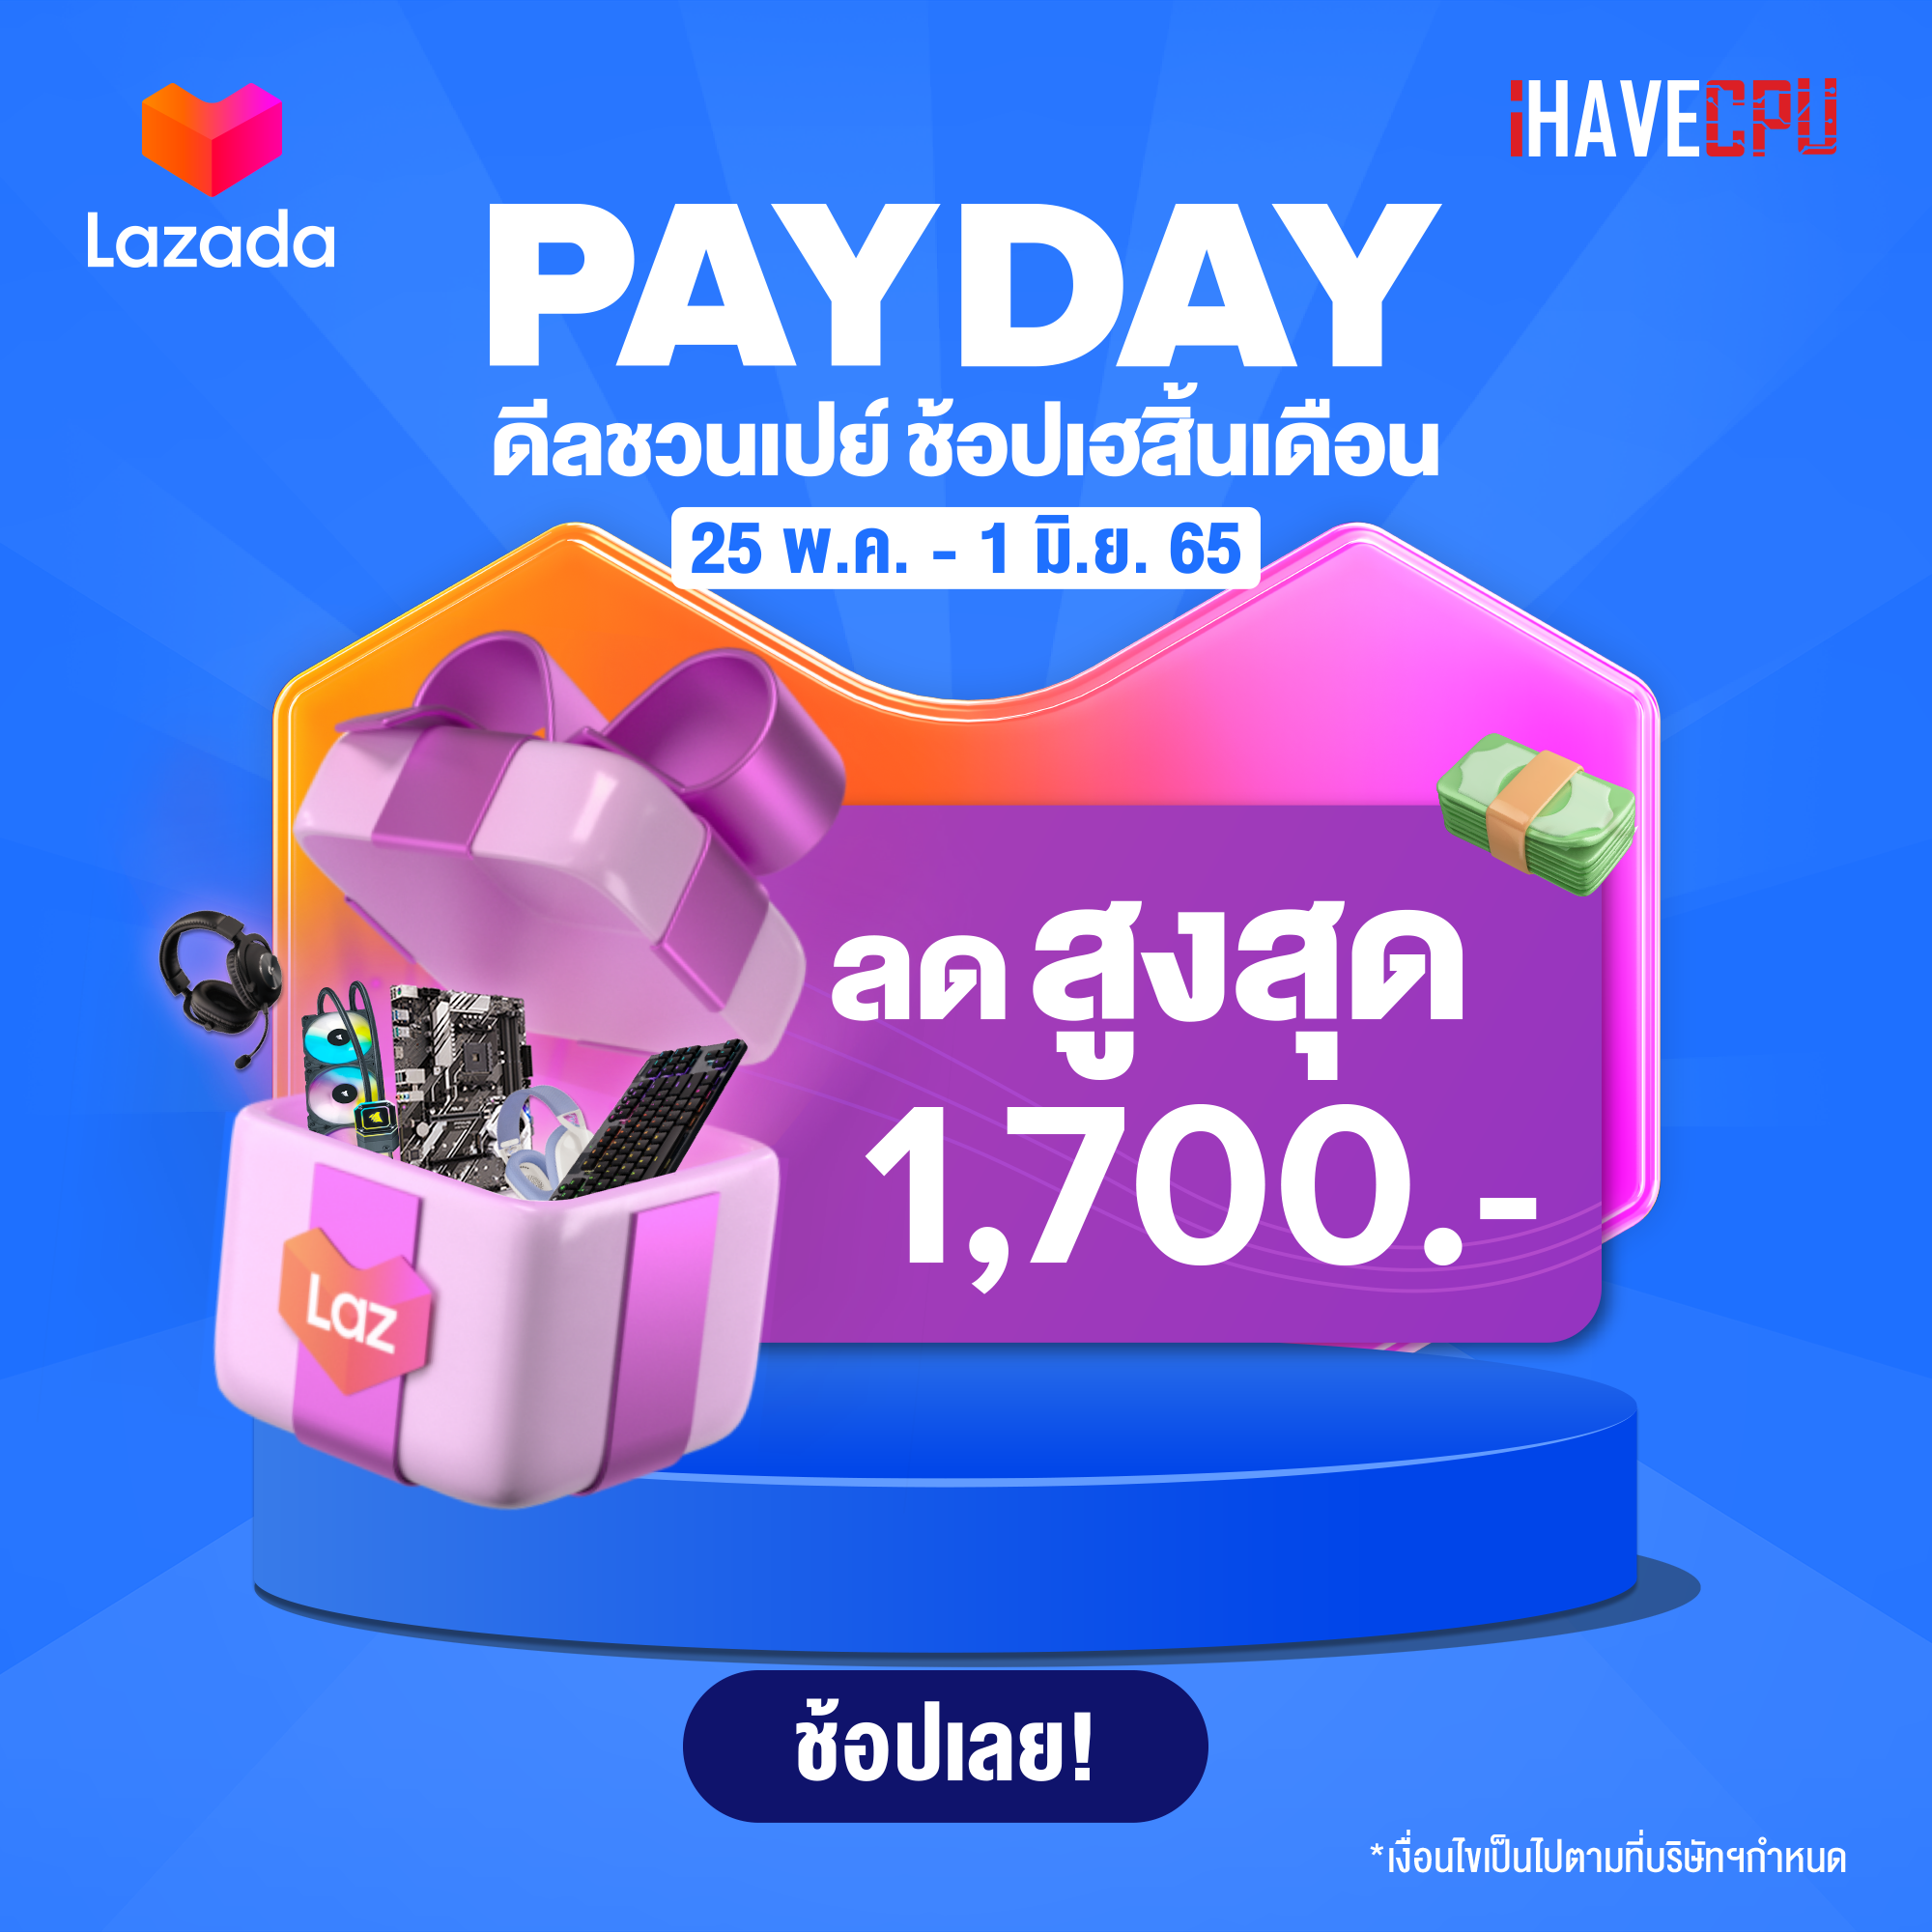 Lazada
iHAVECPU
PAYDAY
ดีลชวนเปย์ ช้อปเฮสิ้นเดือน
25 พ.ค. - 1 มิ.ย. 65
ลดสูงสุด
1,700.-
Laz
ช้อปเลย!
*เงื่อนไขเป็นไปตามที่บริษัทฯกำหนด